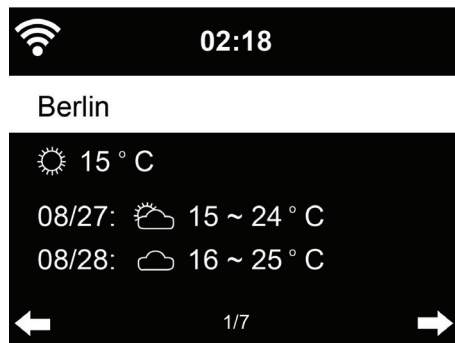 02:18
Berlin
15 ° C
08/27: 15 ~ 24 ° C
08/28: 16 ~ 25 ° C
1/7